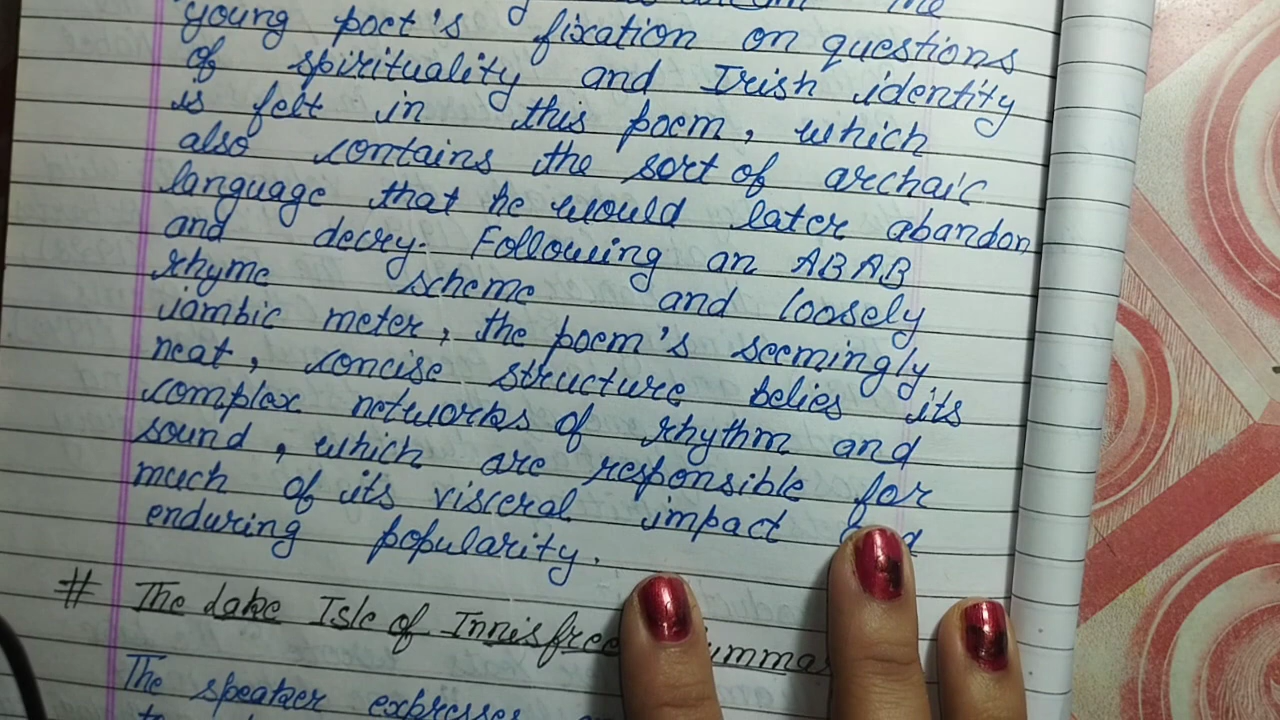 young poet's fixation on questions
of spirituality and Irish identity
is felt in this poem, which
also contains the sort of archaic
language that he would later abandon
and decry. Following an ABAB
rhyme scheme and loosely
iambic meter, the poem's seemingly
neat, concise structure belies its
complex networks of rhythm and
sound, which are responsible for
much of its visceral impact
enduring popularity.
# The Lake Isle of Innisfree
The speaker expresses